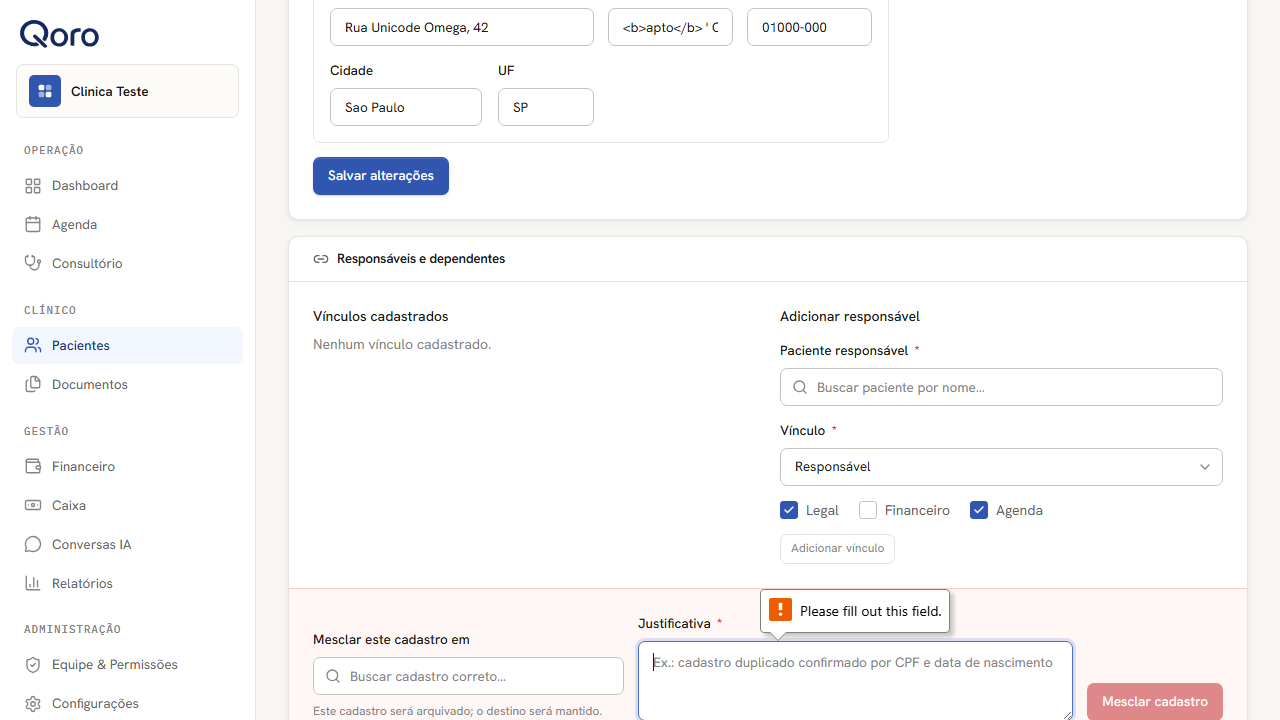 Qoro
Clinica Teste
OPERAÇÃO
Dashboard
Agenda
Consultório
CLÍNICO
Pacientes
Documentos
GESTÃO
Financeiro
Caixa
Conversas IA
Relatórios
ADMINISTRAÇÃO
Equipe & Permissões
Configurações
Rua Unicode Omega, 42
<b>apto</b> ' C
01000-000
Cidade
UF
Sao Paulo
SP
Salvar alterações
Responsáveis e dependentes
Vínculos cadastrados
Nenhum vínculo cadastrado.
Adicionar responsável
Paciente responsável *
Buscar paciente por nome...
Vínculo *
Responsável
Legal
Financeiro
Agenda
Adicionar vínculo
Mesclar este cadastro em
Buscar cadastro correto...
Este cadastro será arquivado; o destino será mantido.
Justificativa *
Please fill out this field.
Ex.: cadastro duplicado confirmado por CPF e data de nascimento
Mesclar cadastro